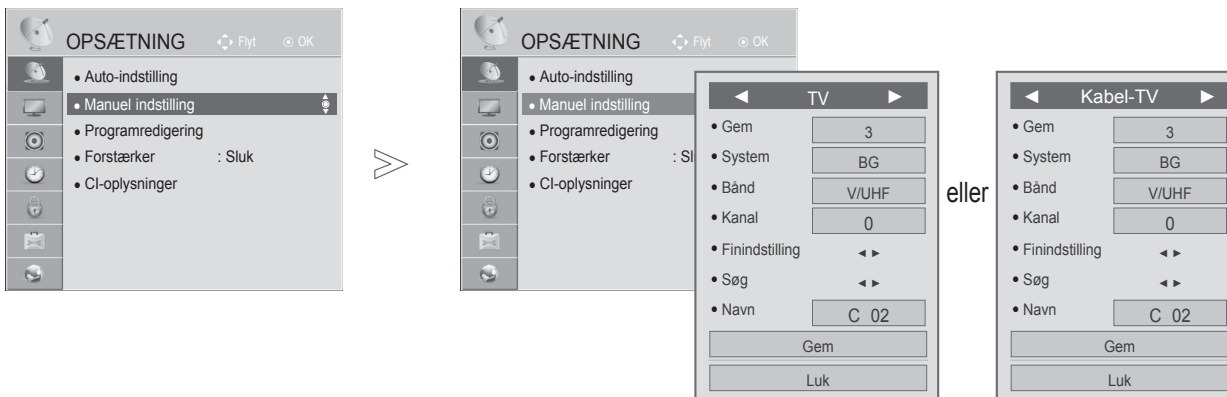 OPSÆTNING Flyt OK
• Auto-indstilling
• Manuel indstilling
• Programredigering
• Forstærker : Sluk
• CI-oplysninger
OPSÆTNING Flyt OK
• Auto-indstilling
• Manuel indstilling
• Programredigering
• Forstærker : Sl
• CI-oplysninger
◄ TV ►
• Gem 3
• System BG
• Bånd V/UHF
• Kanal 0
• Finindstilling ◄ ►
• Søg ◄ ►
• Navn C 02
Gem
Luk
eller
◄ Kabel-TV ►
• Gem 3
• System BG
• Bånd V/UHF
• Kanal 0
• Finindstilling ◄ ►
• Søg ◄ ►
• Navn C 02
Gem
Luk